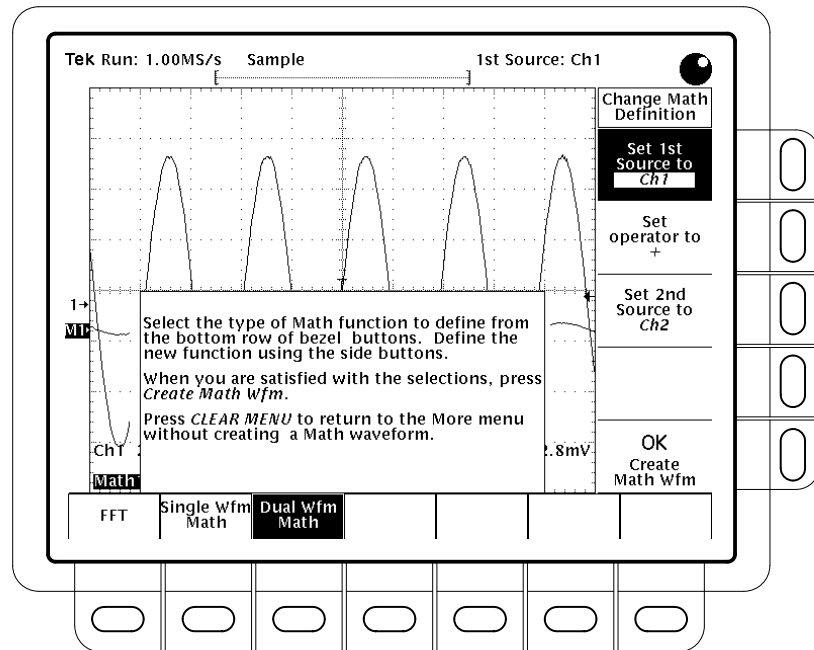 Tek Run: 1.00MS/s Sample 1st Source: Ch1
Change Math
Definition
Set 1st
Source to
Ch1
Set
operator to
+
Set 2nd
Source to
Ch2
OK
Create
Math Wfm
1→
M1
Select the type of Math function to define from
the bottom row of bezel buttons. Define the
new function using the side buttons.
When you are satisfied with the selections, press
Create Math Wfm.
Press CLEAR MENU to return to the More menu
without creating a Math waveform.
Ch1 2.8mV
Math
FFT
Single Wfm
Math
Dual Wfm
Math